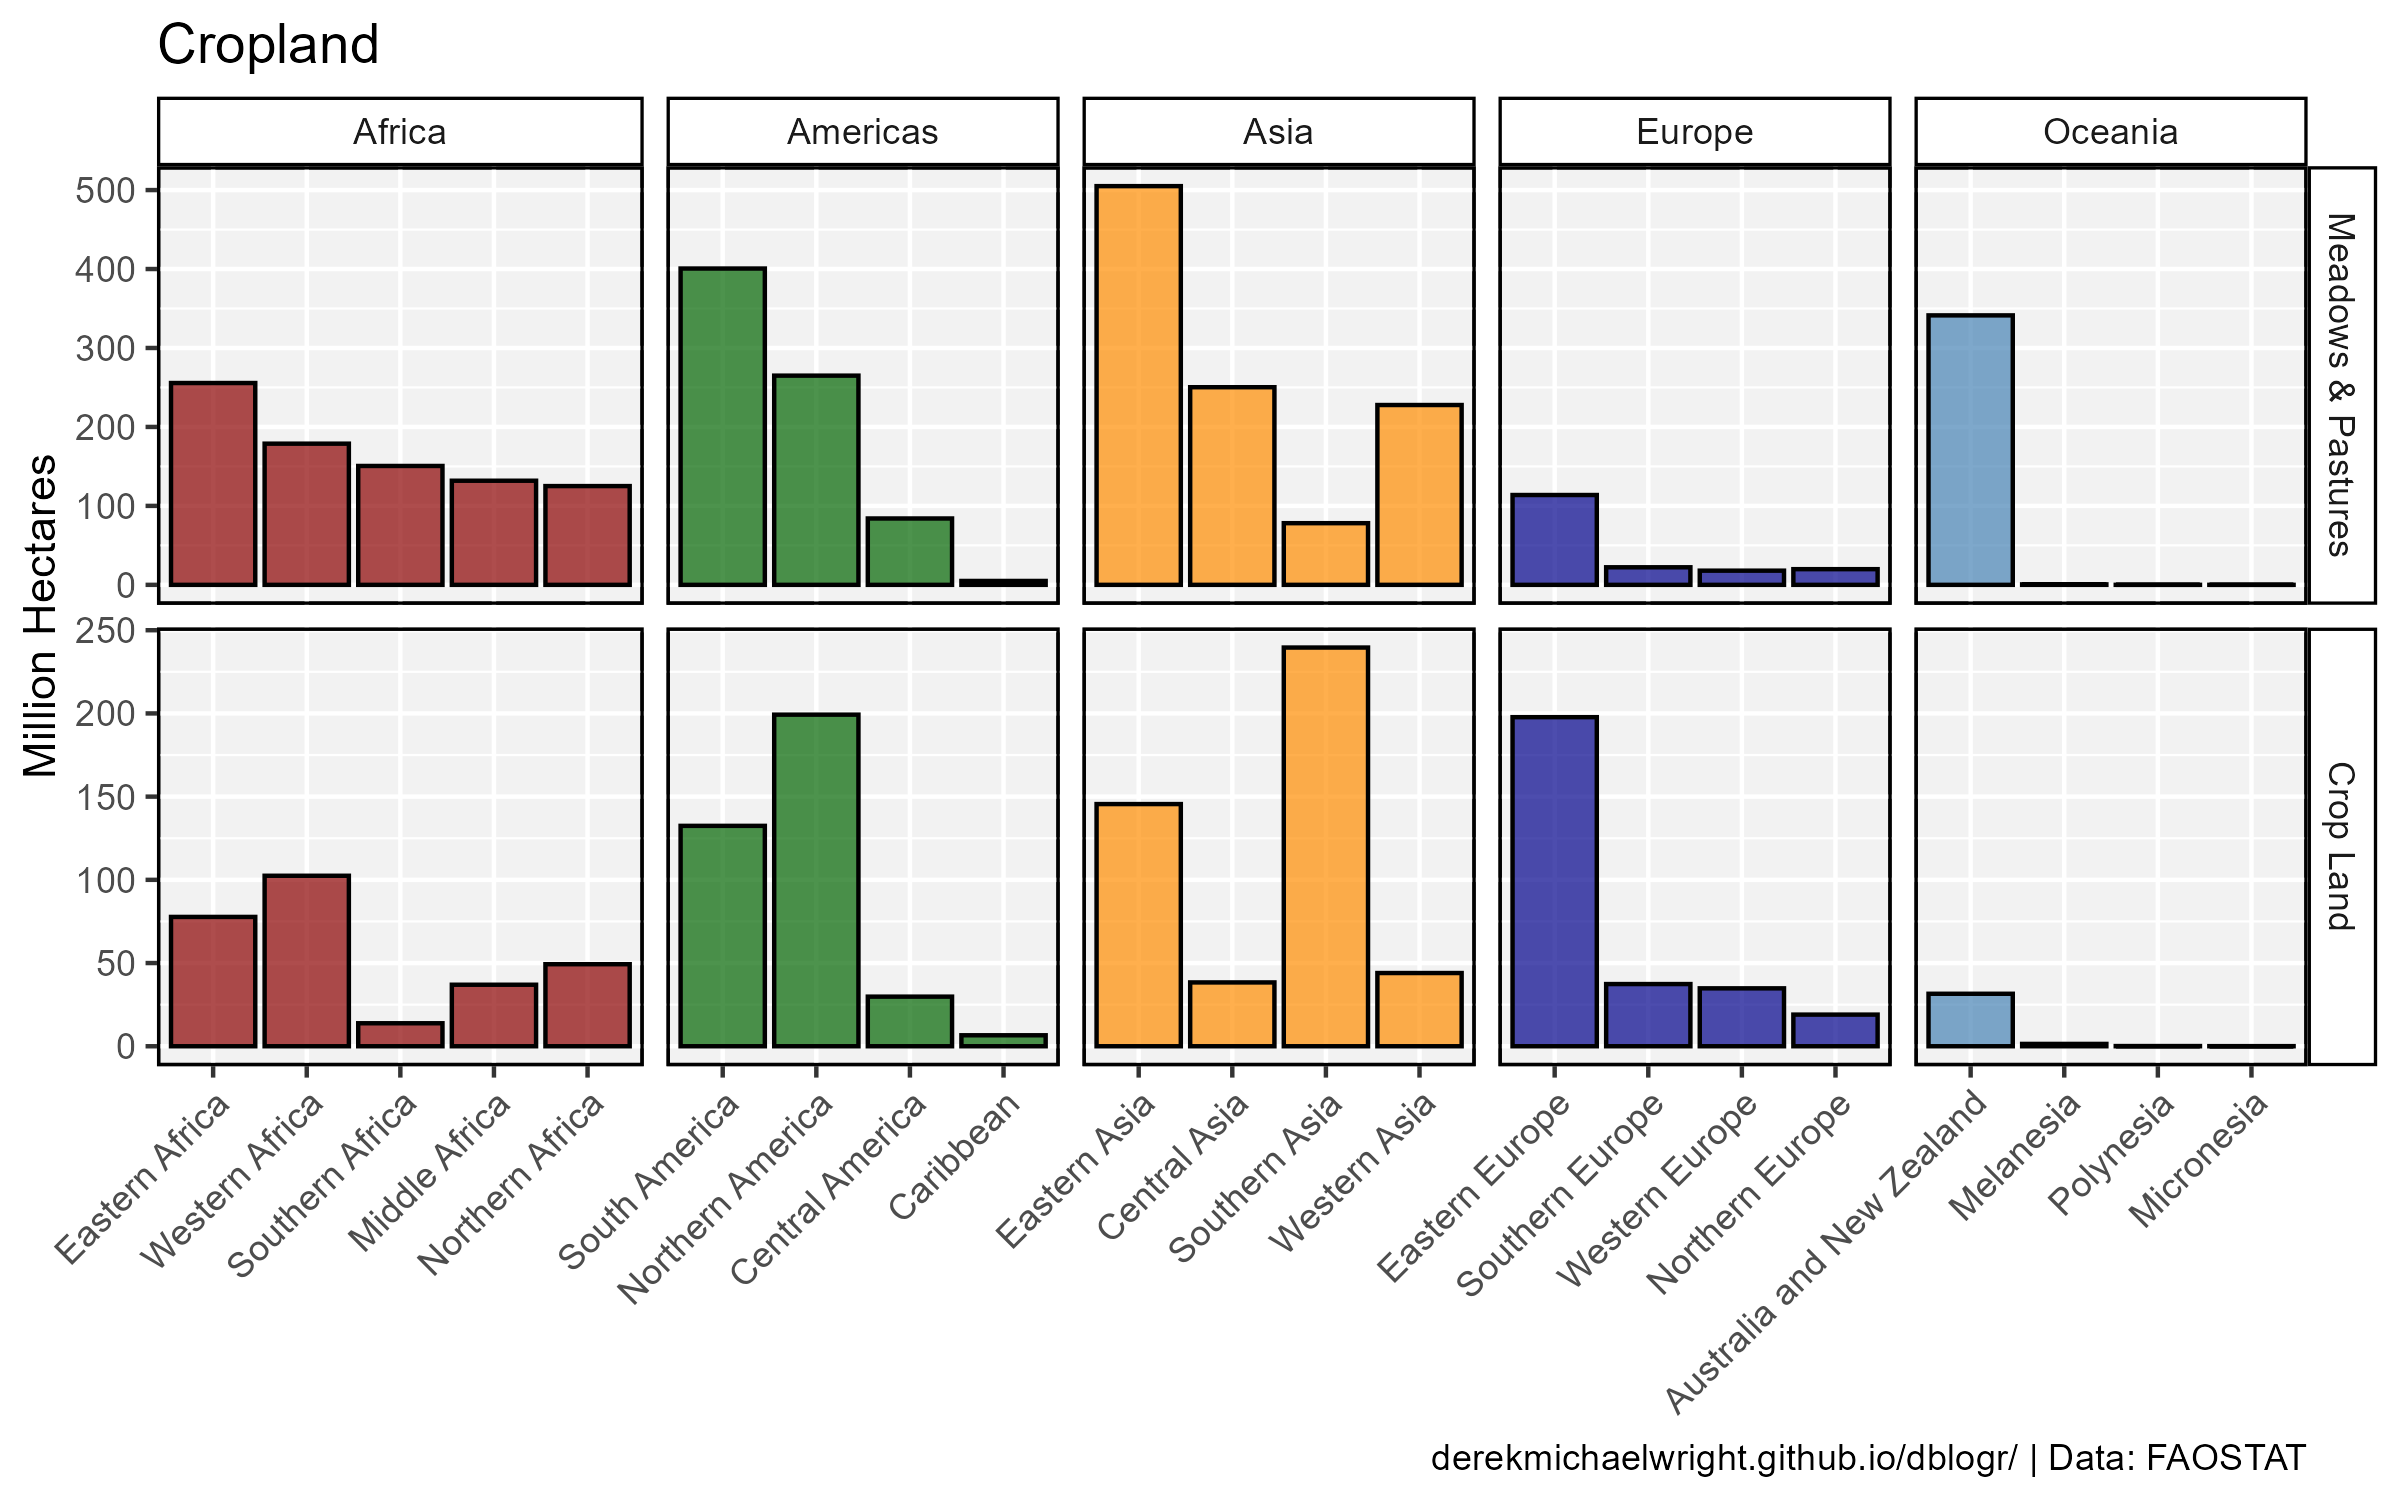 Cropland
Africa
Americas
Asia
Europe
Oceania
Million Hectares
500
400
300
200
100
0
Meadows & Pastures
250
200
150
100
50
0
Crop Land
Eastern Africa
Western Africa
Southern Africa
Middle Africa
Northern Africa
South America
Northern America
Central America
Caribbean
Eastern Asia
Central Asia
Southern Asia
Western Asia
Eastern Europe
Southern Europe
Western Europe
Northern Europe
Australia and New Zealand
Melanesia
Polynesia
Micronesia
derekmichaelwright.github.io/dblogr/ | Data: FAOSTAT